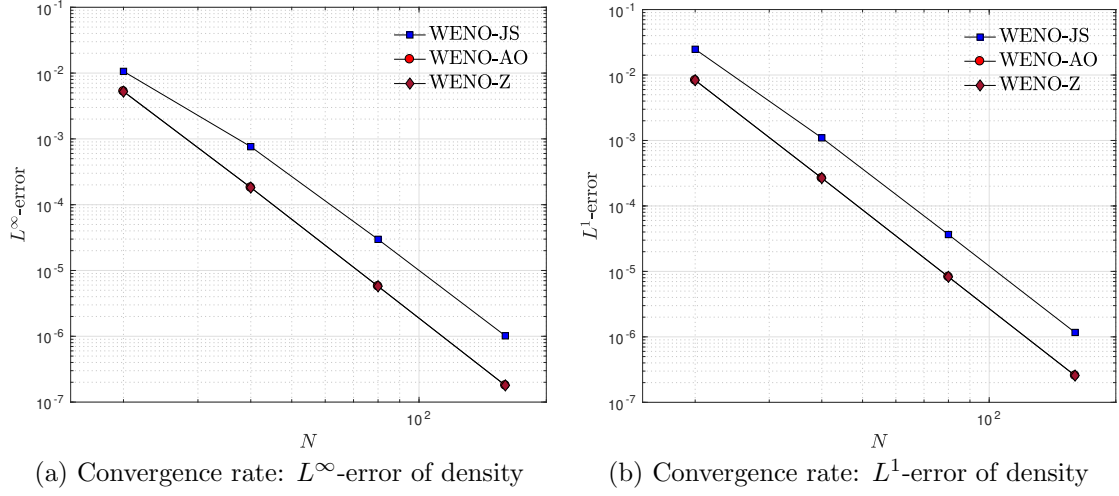 10^-1
10^-2
10^-3
10^-4
10^-5
10^-6
10^-7
L^∞-error
WENO-JS
WENO-AO
WENO-Z
10^2
N
(a) Convergence rate: L^∞-error of density
10^0
10^-1
10^-2
10^-3
10^-4
10^-5
10^-6
10^-7
L^1-error
WENO-JS
WENO-AO
WENO-Z
10^2
N
(b) Convergence rate: L^1-error of density